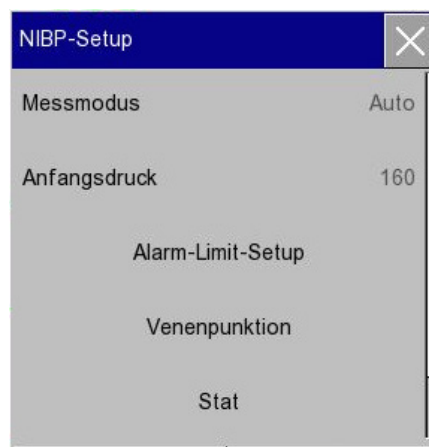 NIBP-Setup
Messmodus Auto
Anfangsdruck 160
Alarm-Limit-Setup
Venenpunktion
Stat